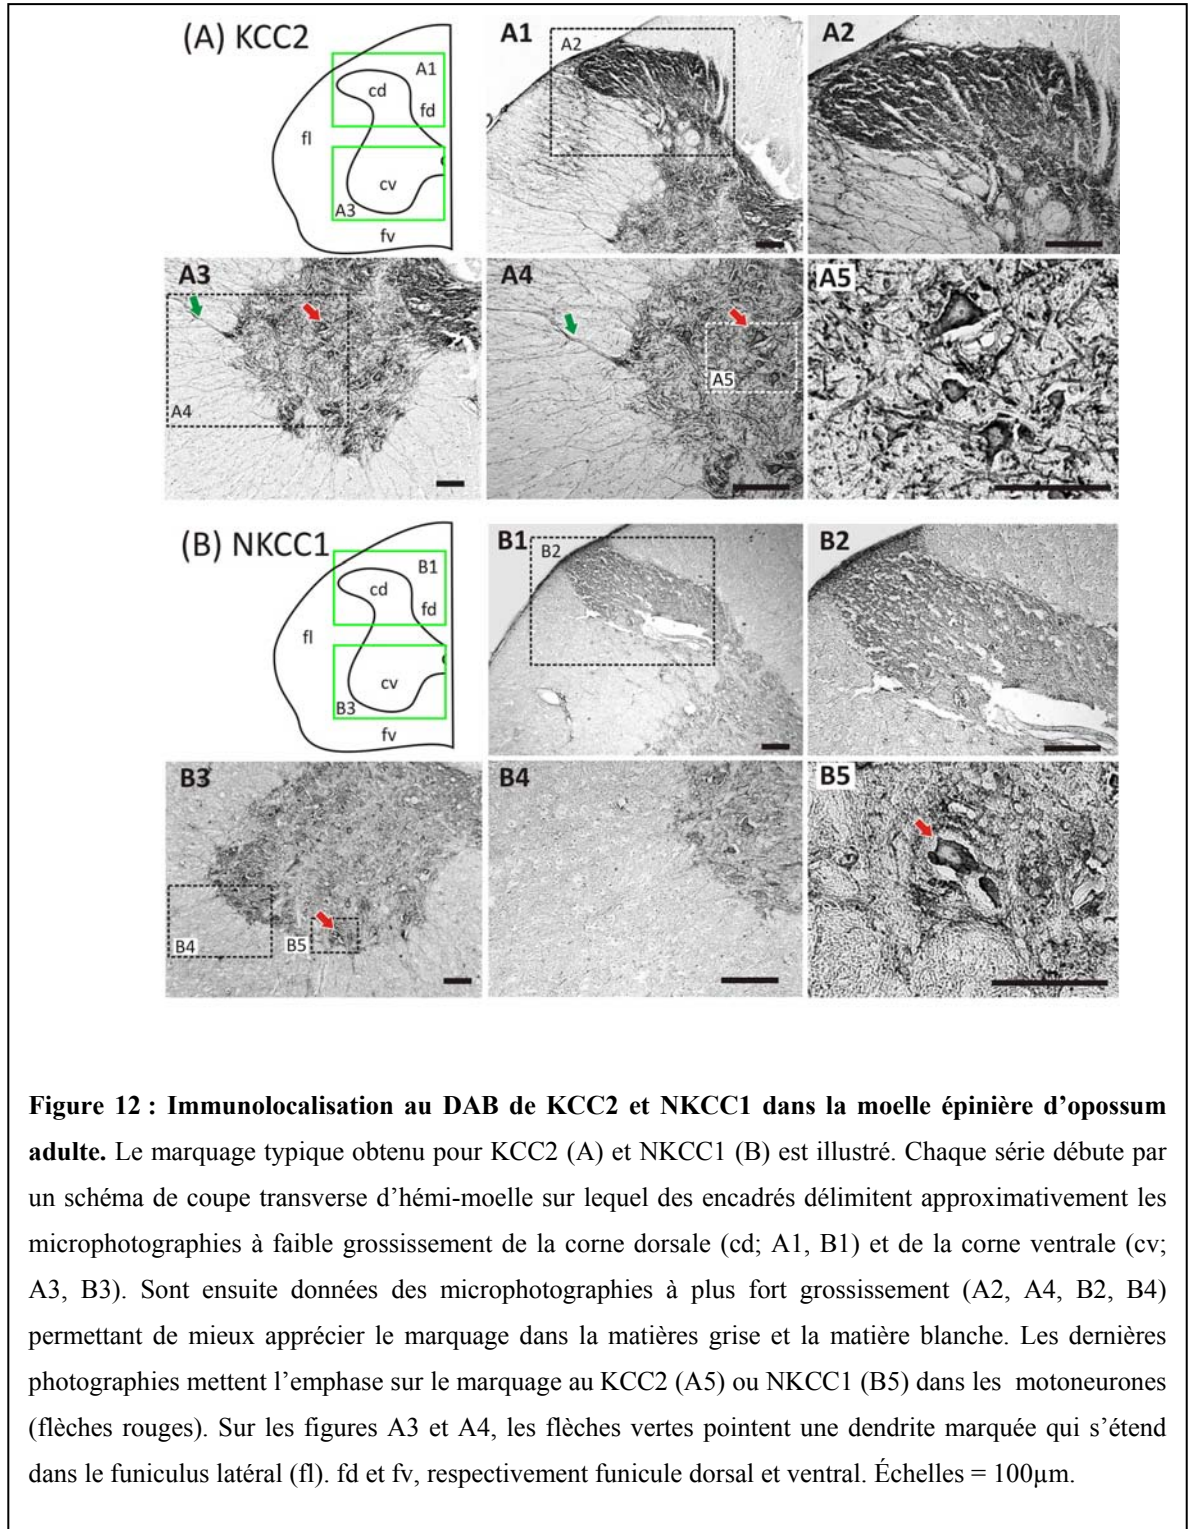 (A) KCC2
A1
cd
fd
fl
cv
A3
fv
A1
A2
A2
A3
A4
A4
A5
A5
(B) NKCC1
B1
cd
fd
fl
cv
B3
fv
B1
B2
B2
B3
B4
B5
B4
B5
Figure 12 : Immunolocalisation au DAB de KCC2 et NKCC1 dans la moelle épinière d’opossum
adulte. Le marquage typique obtenu pour KCC2 (A) et NKCC1 (B) est illustré. Chaque série débute par
un schéma de coupe transverse d’hémi-moelle sur lequel des encadrés délimitent approximativement les
microphotographies à faible grossissement de la corne dorsale (cd; A1, B1) et de la corne ventrale (cv;
A3, B3). Sont ensuite données des microphotographies à plus fort grossissement (A2, A4, B2, B4)
permettant de mieux apprécier le marquage dans la matières grise et la matière blanche. Les dernières
photographies mettent l’emphase sur le marquage au KCC2 (A5) ou NKCC1 (B5) dans les motoneurones
(flèches rouges). Sur les figures A3 et A4, les flèches vertes pointent une dendrite marquée qui s’étend
dans le funiculus latéral (fl). fd et fv, respectivement funicule dorsal et ventral. Échelles = 100µm.